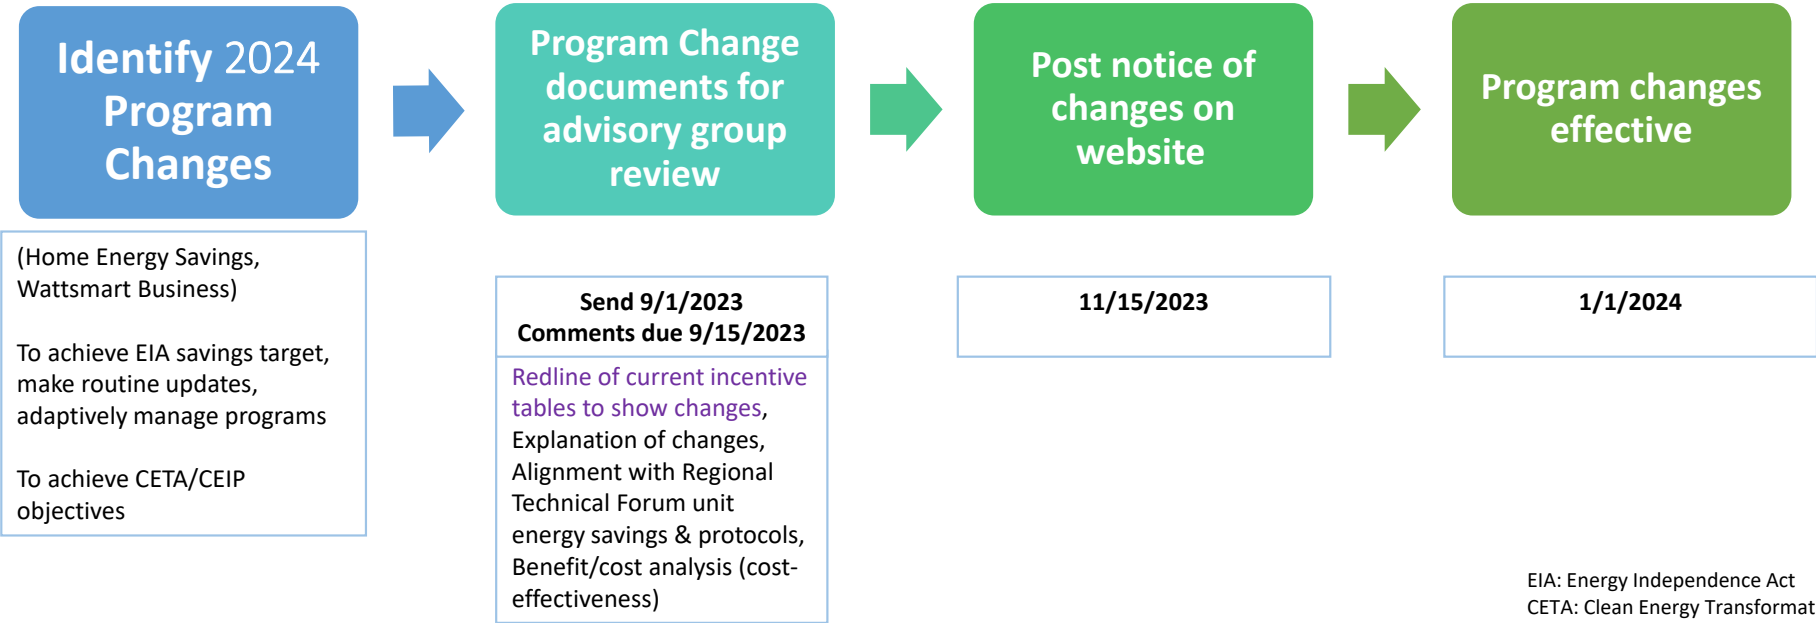 Identify 2024
Program
Changes
Program Change
documents for
advisory group
review
Post notice of
changes on
website
Program changes
effective
(Home Energy Savings,
Wattsmart Business)
To achieve EIA savings target,
make routine updates,
adaptively manage programs
To achieve CETA/CEIP
objectives
Send 9/1/2023
Comments due 9/15/2023
Redline of current incentive
tables to show changes,
Explanation of changes,
Alignment with Regional
Technical Forum unit
energy savings & protocols,
Benefit/cost analysis (cost-
effectiveness)
11/15/2023
1/1/2024
EIA: Energy Independence Act
CETA: Clean Energy Transformat